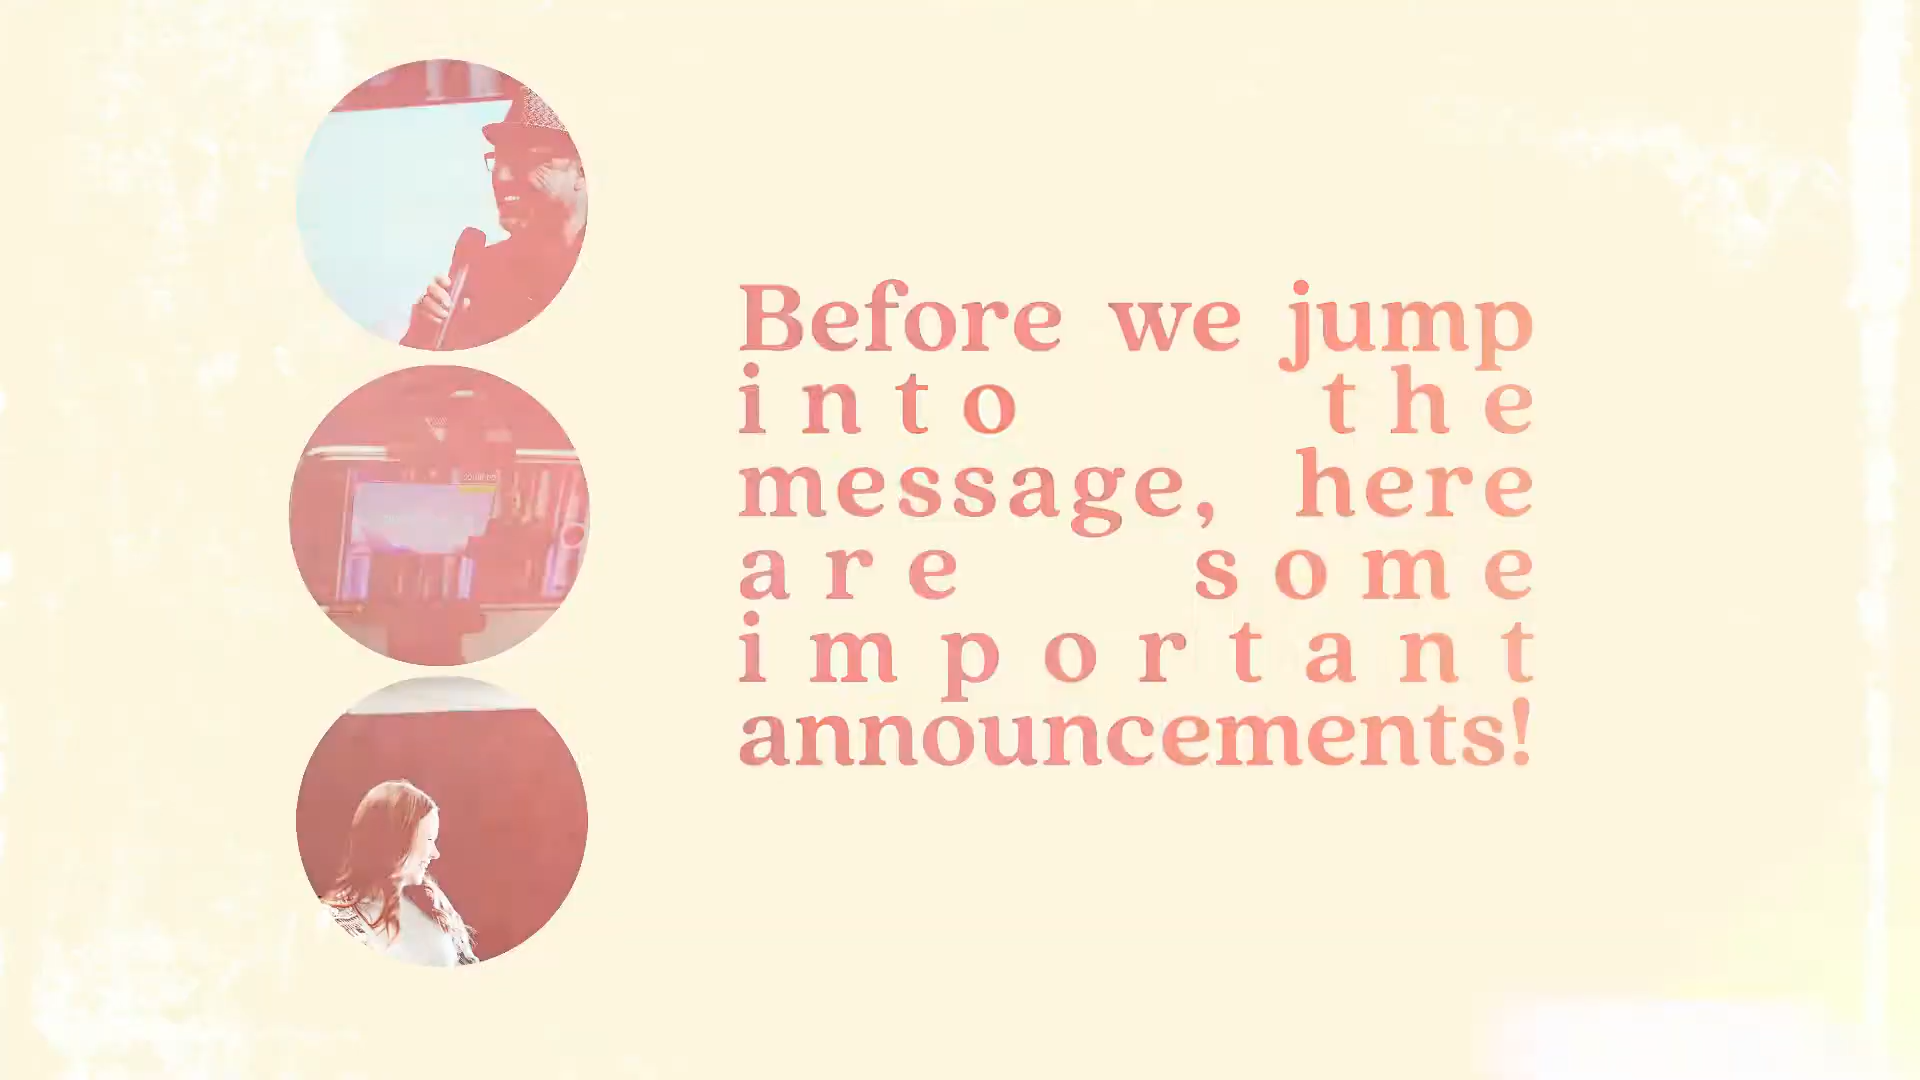 Before we jump
into the
message, here
are some
important
announcements!